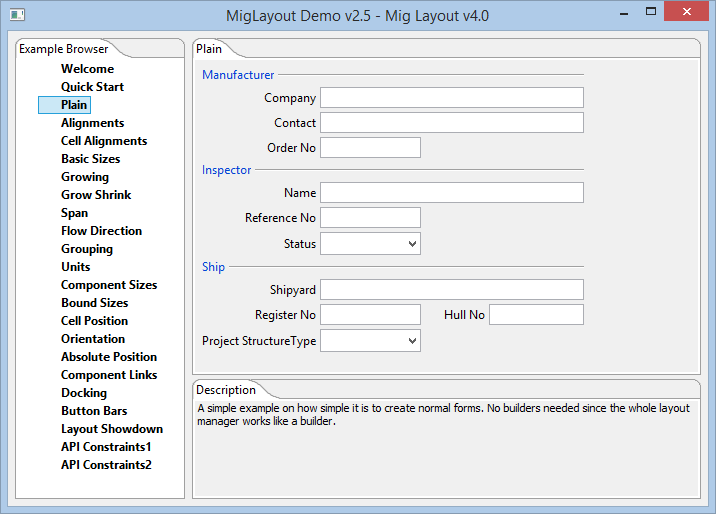 MigLayout Demo v2.5 - Mig Layout v4.0
Example Browser
Welcome
Quick Start
Plain
Alignments
Cell Alignments
Basic Sizes
Growing
Grow Shrink
Span
Flow Direction
Grouping
Units
Component Sizes
Bound Sizes
Cell Position
Orientation
Absolute Position
Component Links
Docking
Button Bars
Layout Showdown
API Constraints1
API Constraints2
Plain
Manufacturer
Company
Contact
Order No
Inspector
Name
Reference No
Status
Ship
Shipyard
Register No Hull No
Project StructureType
Description
A simple example on how simple it is to create normal forms. No builders needed since the whole layout
manager works like a builder.